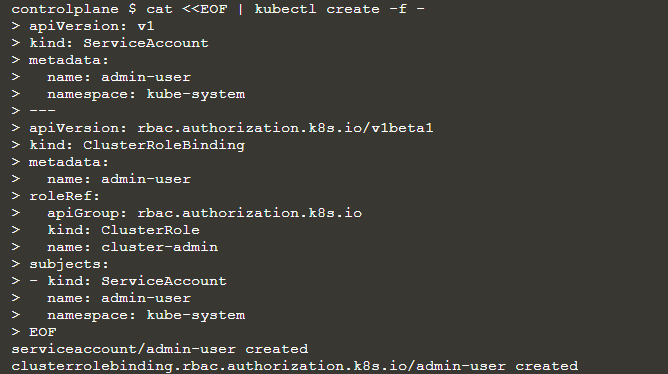 controlplane $ cat <<EOF | kubectl create -f -
> apiVersion: v1
> kind: ServiceAccount
> metadata:
>   name: admin-user
>   namespace: kube-system
> ---
> apiVersion: rbac.authorization.k8s.io/v1beta1
> kind: ClusterRoleBinding
> metadata:
>   name: admin-user
> roleRef:
>   apiGroup: rbac.authorization.k8s.io
>   kind: ClusterRole
>   name: cluster-admin
> subjects:
> - kind: ServiceAccount
>   name: admin-user
>   namespace: kube-system
> EOF
serviceaccount/admin-user created
clusterrolebinding.rbac.authorization.k8s.io/admin-user created